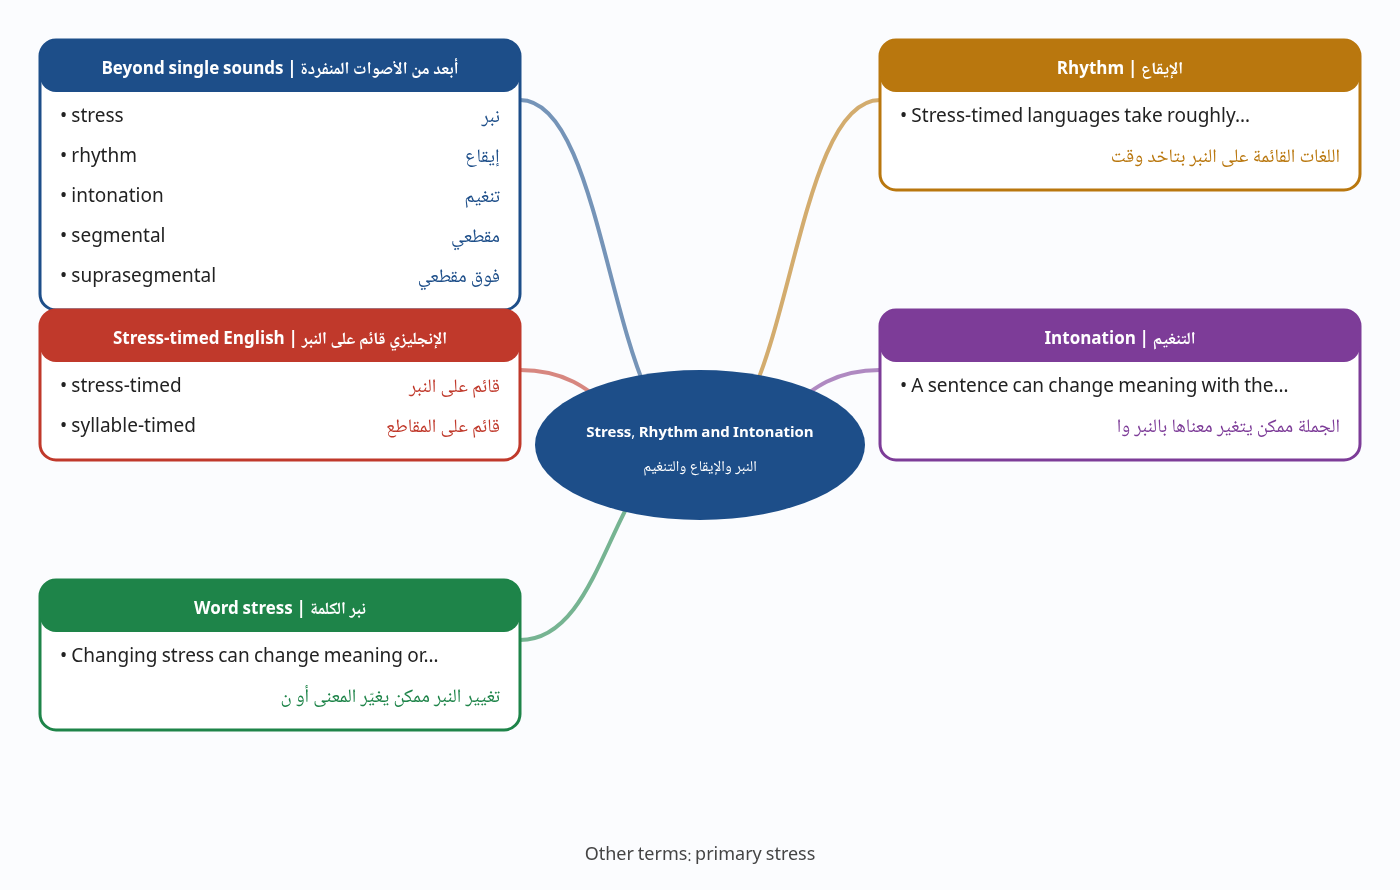 Beyond single sounds | أبعد من الأصوات المنفردة
• stress نبر
• rhythm إيقاع
• intonation تنغيم
• segmental مقطعي
• suprasegmental فوق مقطعي
Stress-timed English | الإنجليزي قائم على النبر
• stress-timed قائم على النبر
• syllable-timed قائم على المقاطع
Word stress | نبر الكلمة
• Changing stress can change meaning or...
تغيير النبر ممكن يغيّر المعنى أو ن
Stress, Rhythm and Intonation
النبر والإيقاع والتنغيم
Rhythm | الإيقاع
• Stress-timed languages take roughly...
اللغات القائمة على النبر بتاخد وقت
Intonation | التنغيم
• A sentence can change meaning with the...
الجملة ممكن يتغير معناها بالنبر وا
Other terms: primary stress